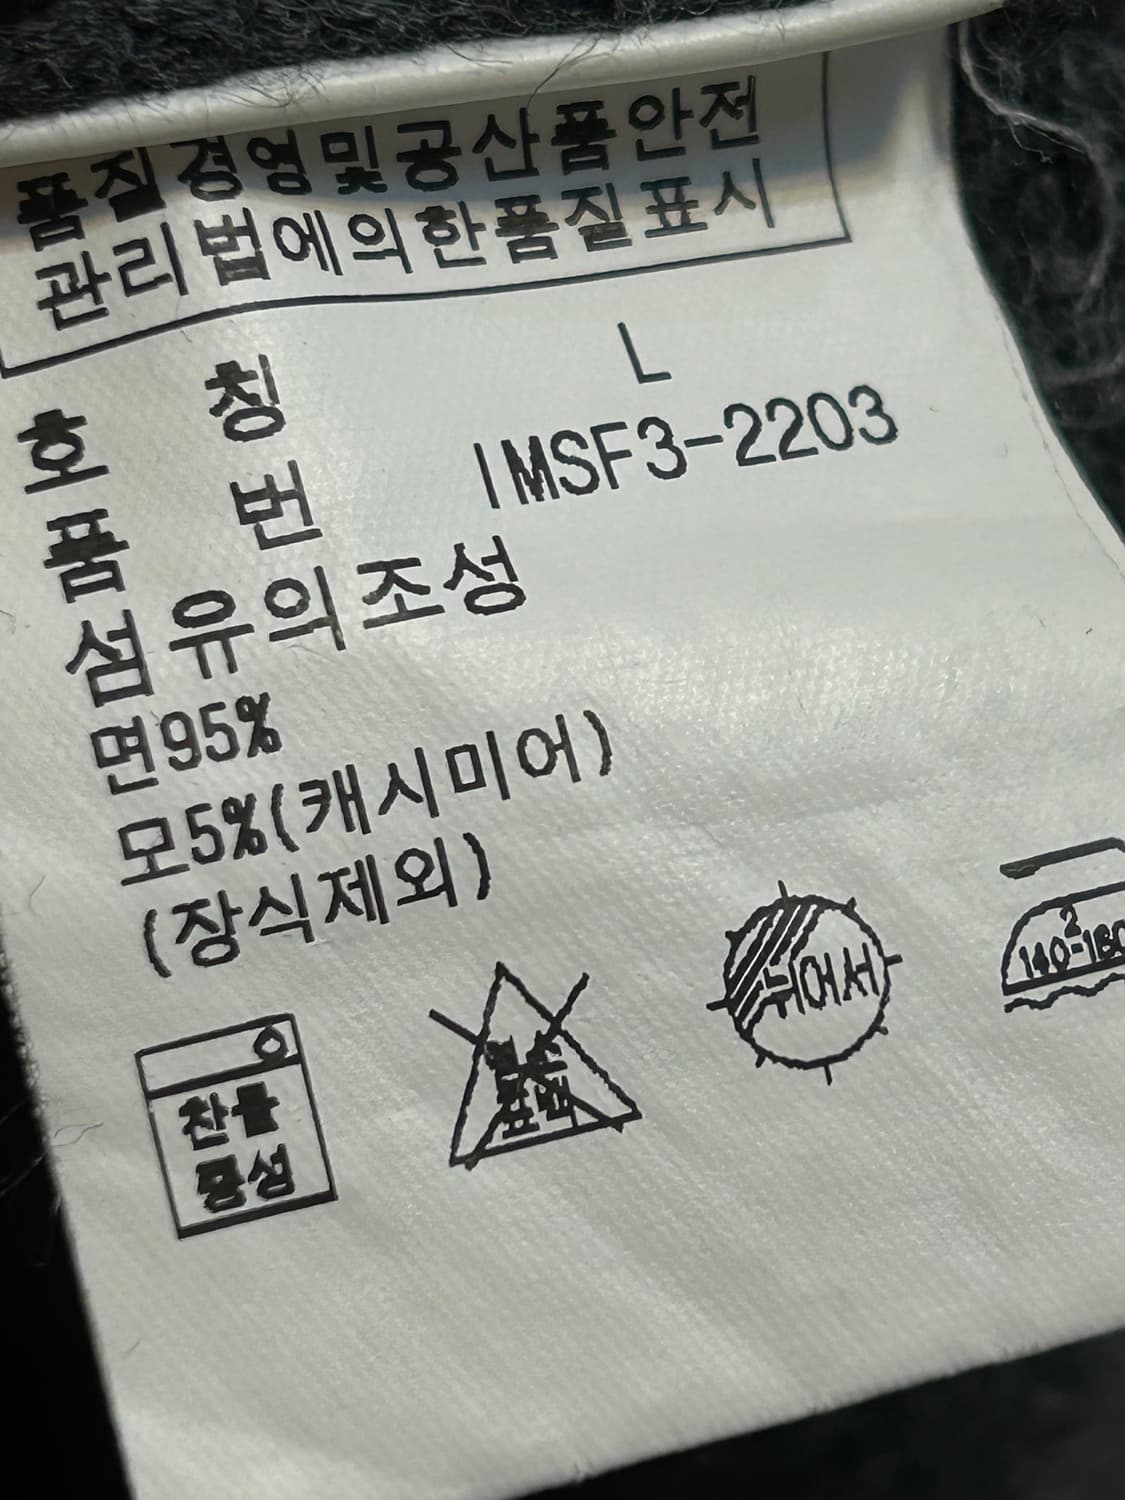 품질경영및공산품안전
관리법에의한품질표시
호 칭 L
품 번 IMSF3-2203
섬유의조성
면95%
모5%(캐시미어)
(장식제외)
찬물
중성
뉘어서
2
140-160